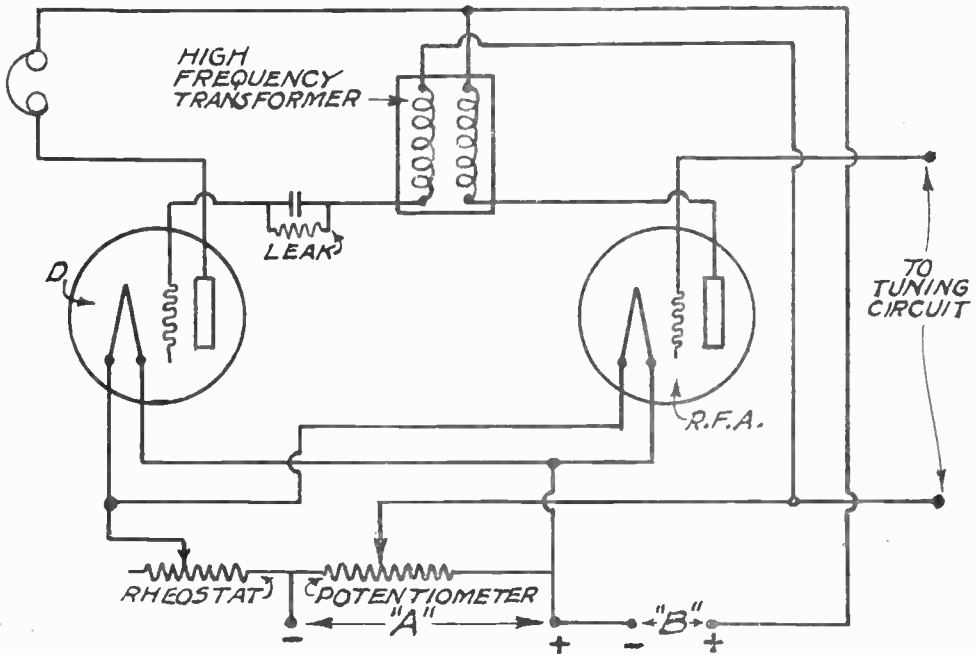 HIGH
FREQUENCY
TRANSFORMER
LEAK
D
TO
TUNING
CIRCUIT
R.F.A.
RHEOSTAT
POTENTIOMETER
"A"
"B"
- + - +